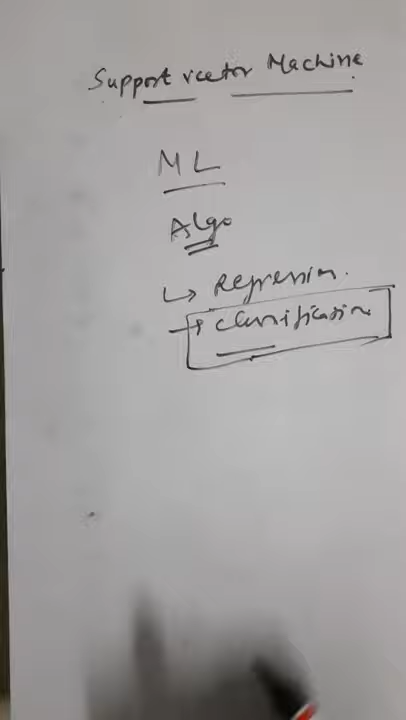 Support vector Machine
ML
Algo
↳ Regression.
→ classification